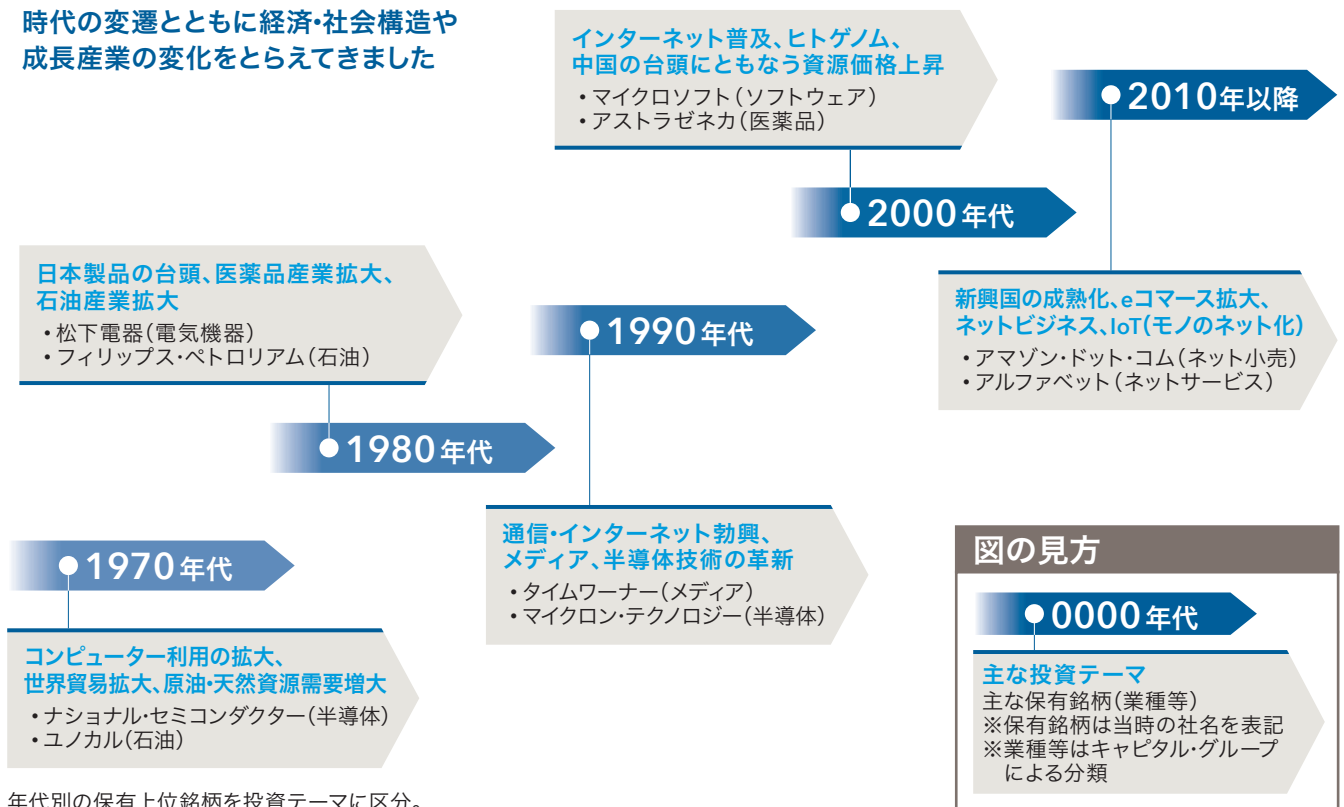 時代の変遷とともに経済・社会構造や
成長産業の変化をとらえてきました
1970年代
コンピューター利用の拡大、
世界貿易拡大、原油・天然資源需要増大
・ナショナル・セミコンダクター(半導体)
・ユノカル(石油)
日本製品の台頭、医薬品産業拡大、
石油産業拡大
・松下電器(電気機器)
・フィリップス・ペトロリアム(石油)
1980年代
1990年代
通信・インターネット勃興、
メディア、半導体技術の革新
・タイムワーナー(メディア)
・マイクロン・テクノロジー(半導体)
インターネット普及、ヒトゲノム、
中国の台頭にともなう資源価格上昇
・マイクロソフト(ソフトウェア)
・アストラゼネカ(医薬品)
2000年代
2010年以降
新興国の成熟化、eコマース拡大、
ネットビジネス、IoT(モノのネット化)
・アマゾン・ドット・コム(ネット小売)
・アルファベット(ネットサービス)
図の見方
0000年代
主な投資テーマ
主な保有銘柄(業種等)
※保有銘柄は当時の社名を表記
※業種等はキャピタル・グループ
による分類
年代別の保有上位銘柄を投資テーマに区分。